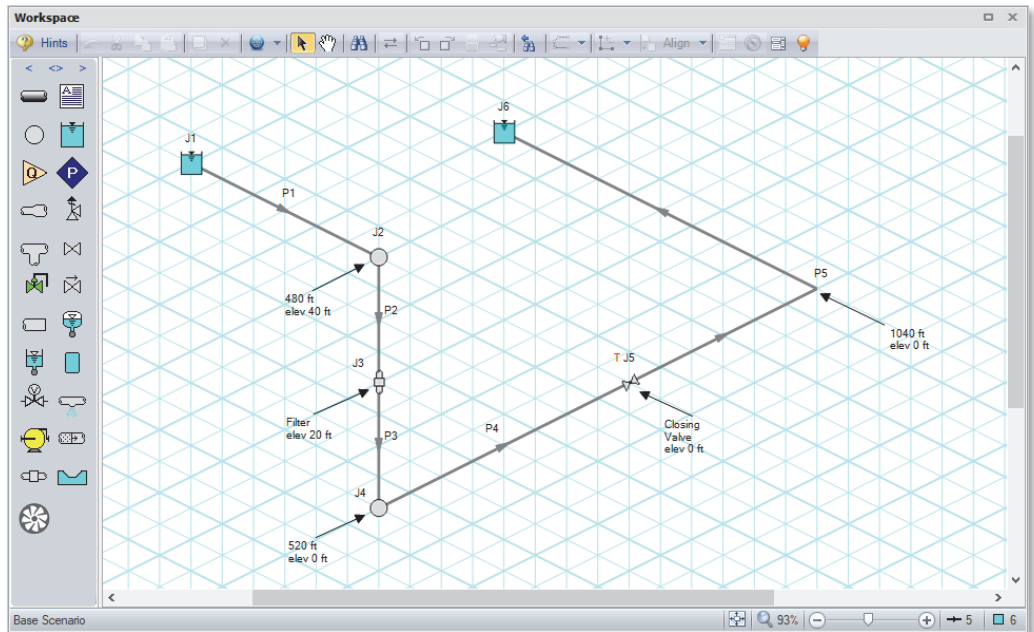 Workspace
Hints
Align
< <> >
A
Q
P
J1
J6
P1
J2
480 ft
elev 40 ft
P2
P5
1040 ft
elev 0 ft
J3
T J5
Filter
elev 20 ft
P3
P4
Closing
Valve
elev 0 ft
J4
520 ft
elev 0 ft
Base Scenario
93%
5
6